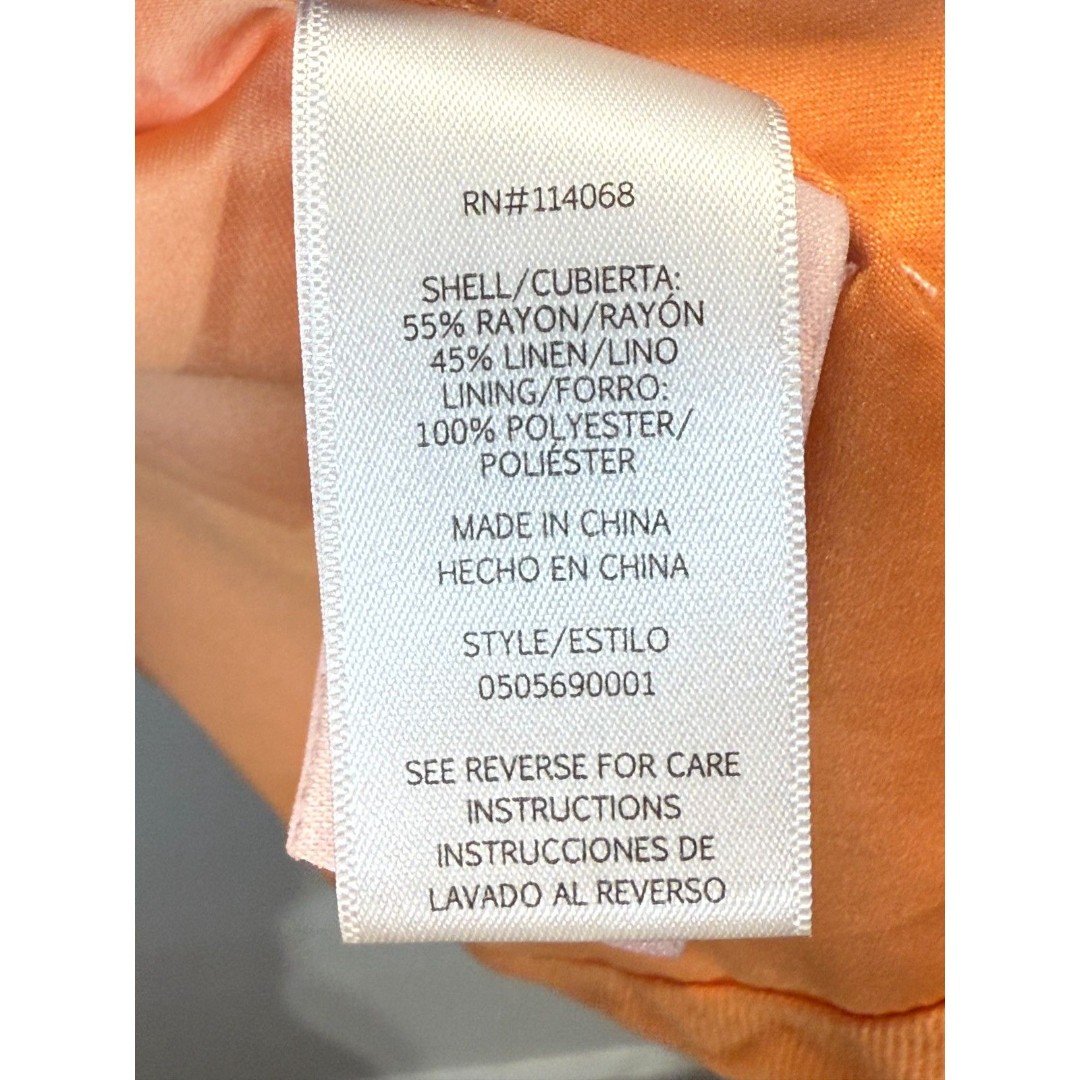 RN#114068
SHELL/CUBIERTA:
55% RAYON/RAYÓN
45% LINEN/LINO
LINING/FORRO:
100% POLYESTER/
POLIÉSTER
MADE IN CHINA
HECHO EN CHINA
STYLE/ESTILO
0505690001
SEE REVERSE FOR CARE
INSTRUCTIONS
INSTRUCCIONES DE
LAVADO AL REVERSO